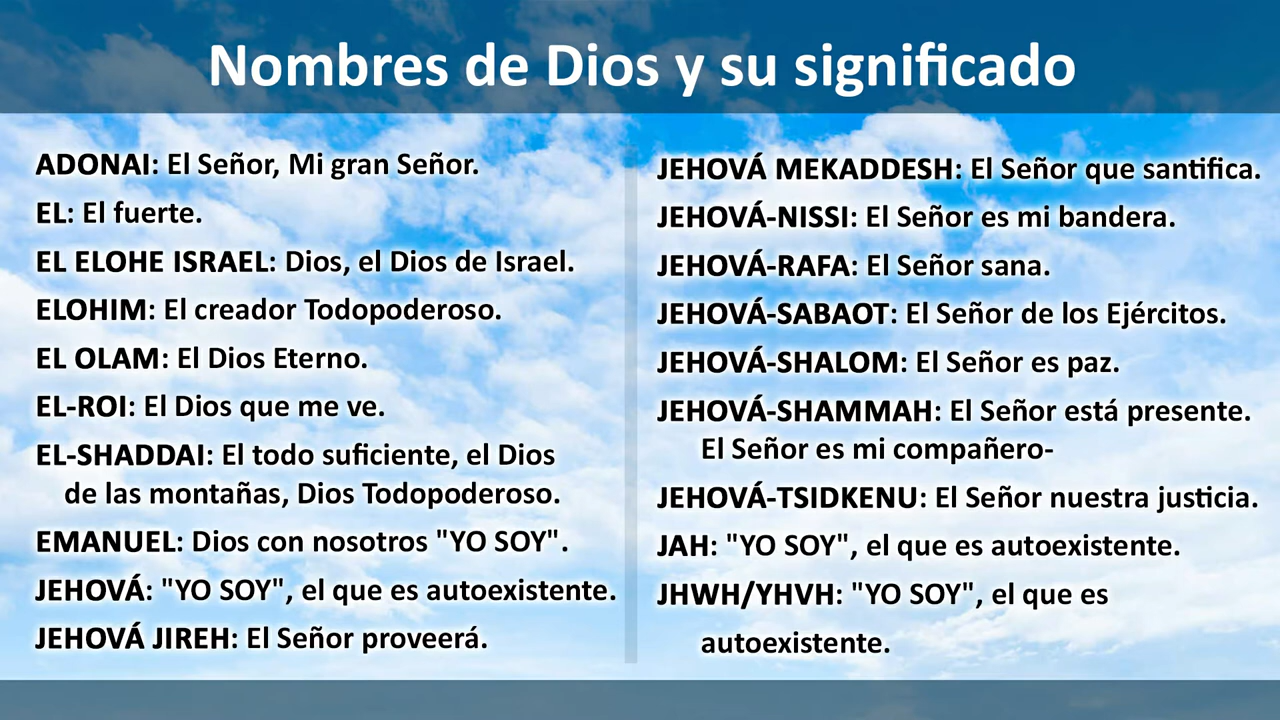 Nombres de Dios y su significado
ADONAI: El Señor, Mi gran Señor.
EL: El fuerte.
EL ELOHE ISRAEL: Dios, el Dios de Israel.
ELOHIM: El creador Todopoderoso.
EL OLAM: El Dios Eterno.
EL-ROI: El Dios que me ve.
EL-SHADDAI: El todo suficiente, el Dios
de las montañas, Dios Todopoderoso.
EMANUEL: Dios con nosotros "YO SOY".
JEHOVÁ: "YO SOY", el que es autoexistente.
JEHOVÁ JIREH: El Señor proveerá.
JEHOVÁ MEKADDESH: El Señor que santifica.
JEHOVÁ-NISSI: El Señor es mi bandera.
JEHOVÁ-RAFA: El Señor sana.
JEHOVÁ-SABAOT: El Señor de los Ejércitos.
JEHOVÁ-SHALOM: El Señor es paz.
JEHOVÁ-SHAMMAH: El Señor está presente.
El Señor es mi compañero-
JEHOVÁ-TSIDKENU: El Señor nuestra justicia.
JAH: "YO SOY", el que es autoexistente.
JHWH/YHVH: "YO SOY", el que es
autoexistente.